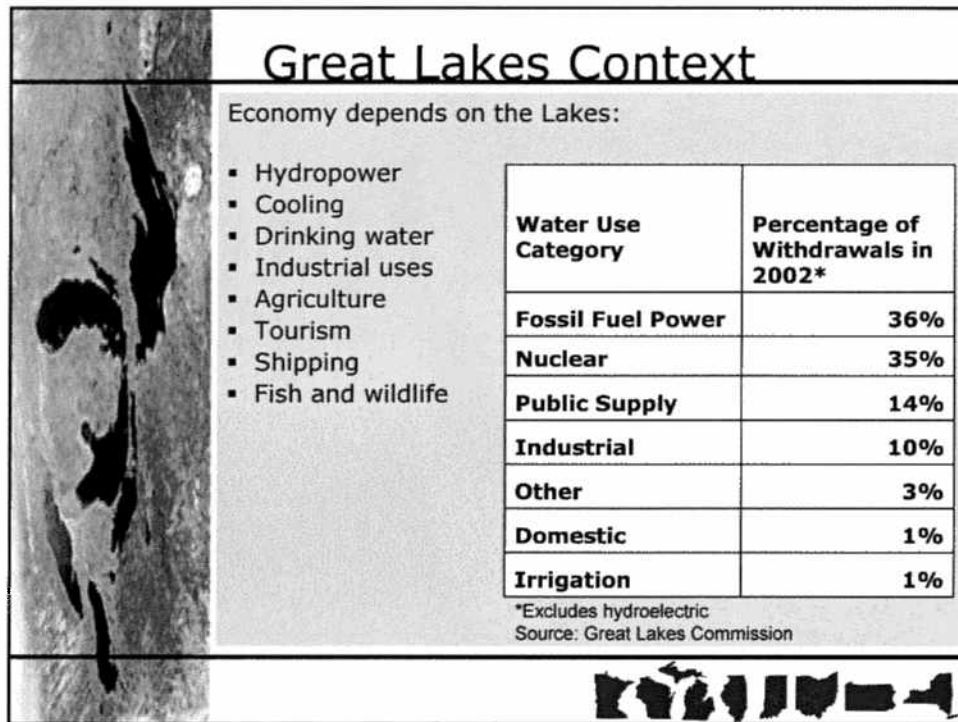 Great Lakes Context
Economy depends on the Lakes:
▪ Hydropower
▪ Cooling
▪ Drinking water
▪ Industrial uses
▪ Agriculture
▪ Tourism
▪ Shipping
▪ Fish and wildlife
Water Use
Category
Percentage of
Withdrawals in
2002*
Fossil Fuel Power 36%
Nuclear 35%
Public Supply 14%
Industrial 10%
Other 3%
Domestic 1%
Irrigation 1%
*Excludes hydroelectric
Source: Great Lakes Commission